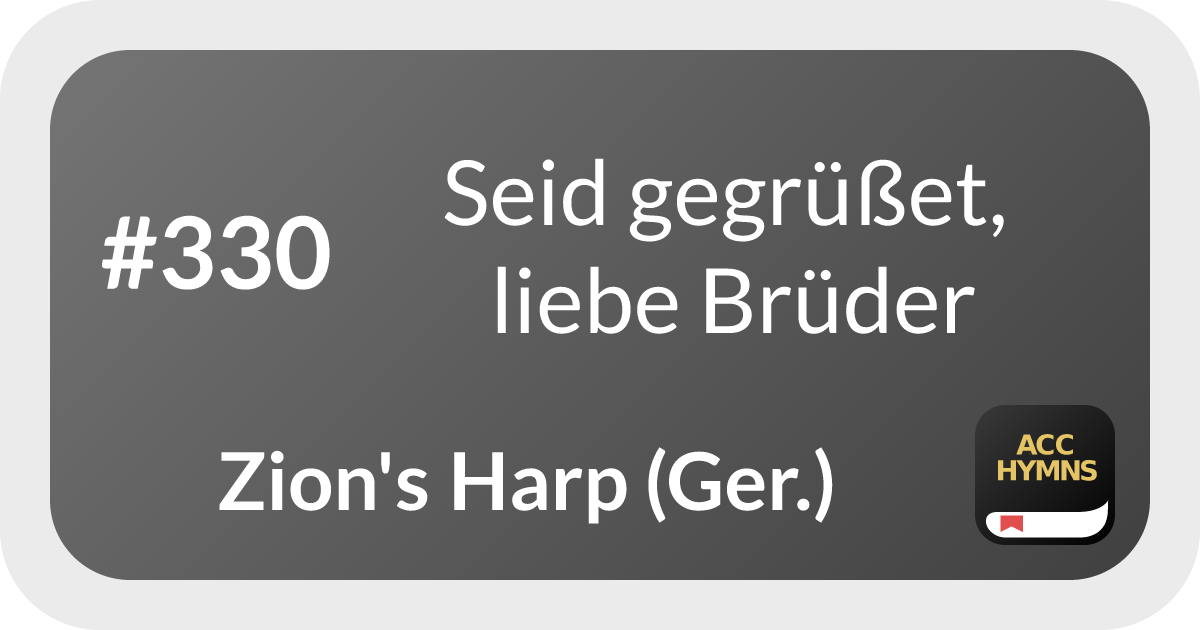 #330
Seid gegrüßet,
liebe Brüder
Zion's Harp (Ger.)
ACC
HYMNS